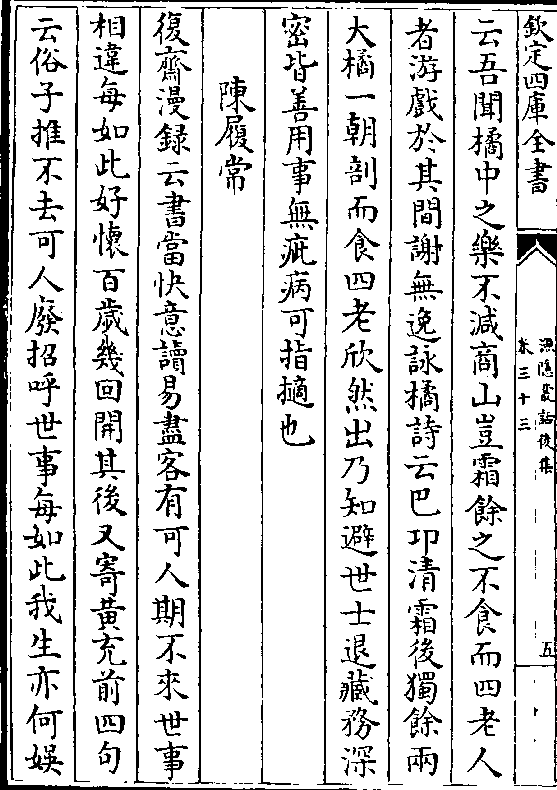 欽定四庫全書
漁隱叢話後集
卷三十三
五
云吾聞橘中之樂不減商山豈霜餘之不食而四老人
者游戲於其間謝無逸詠橘詩云巴卭清霜後獨餘兩
大橘一朝剖而食四老欣然出乃知避世士退藏務深
密皆善用事無疵病可指擿也
陳履常
復齋漫録云書當快意讀易盡客有可人期不來世事
相違每如此好懷百歲幾回開其後又寄黄充前四句
云俗子推不去可人廢招呼世事每如此我生亦何娛